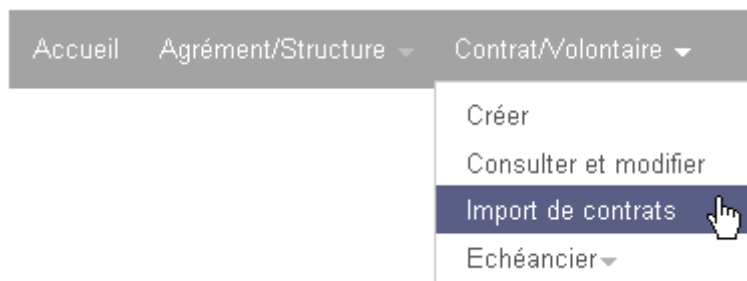 Accueil Agrément/Structure Contrat/Volontaire
Créer
Consulter et modifier
Import de contrats
Echéancier